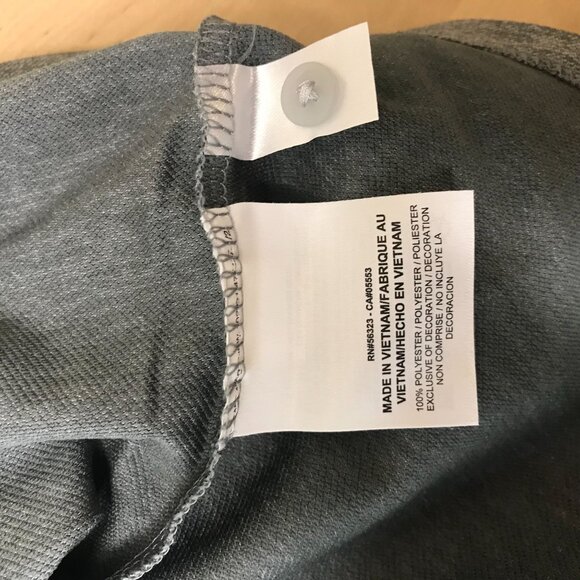 RN#56323 - CA#05553
MADE IN VIETNAM/FABRIQUE AU
VIETNAM/HECHO EN VIETNAM
100% POLYESTER / POLYESTER / POLIESTER
EXCLUSIVE OF DECORATION / DECORATION
NON COMPRISE / NO INCLUYE LA
DECORACION